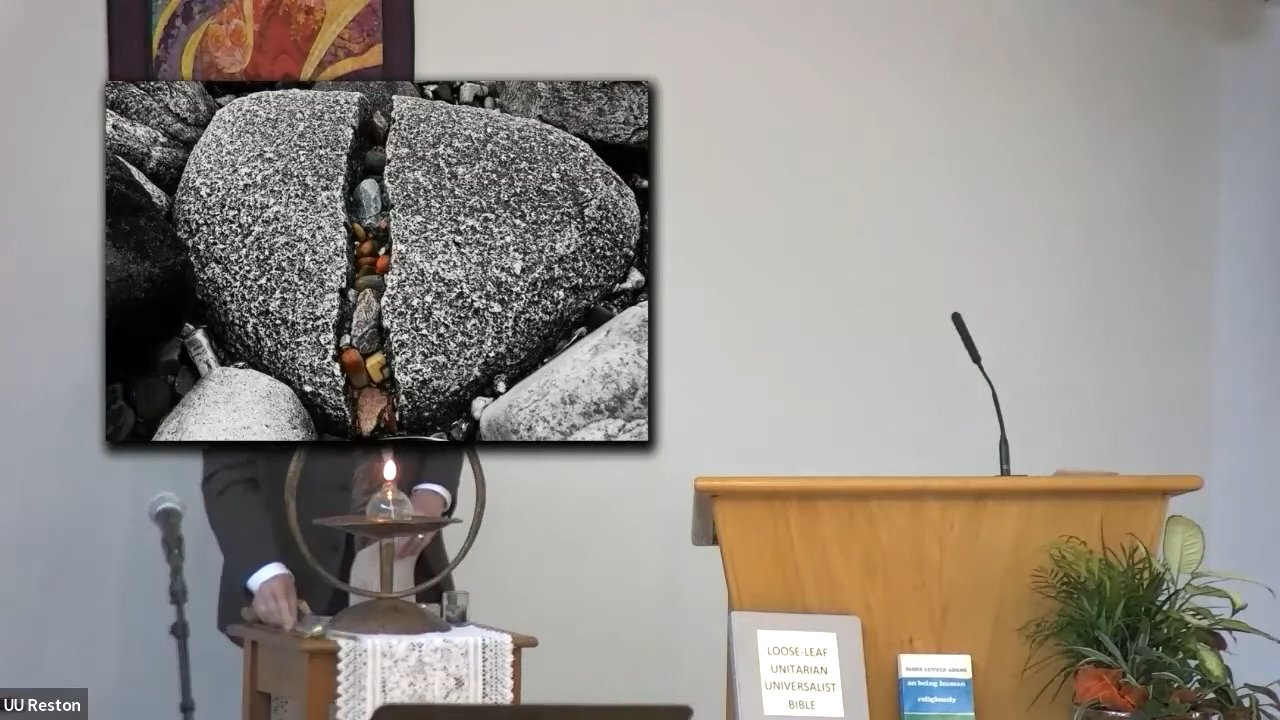 LOOSE-LEAF
UNITARIAN
UNIVERSALIST
BIBLE
JAMES LUTHER ADAMS
on being human
religiously
UU Reston